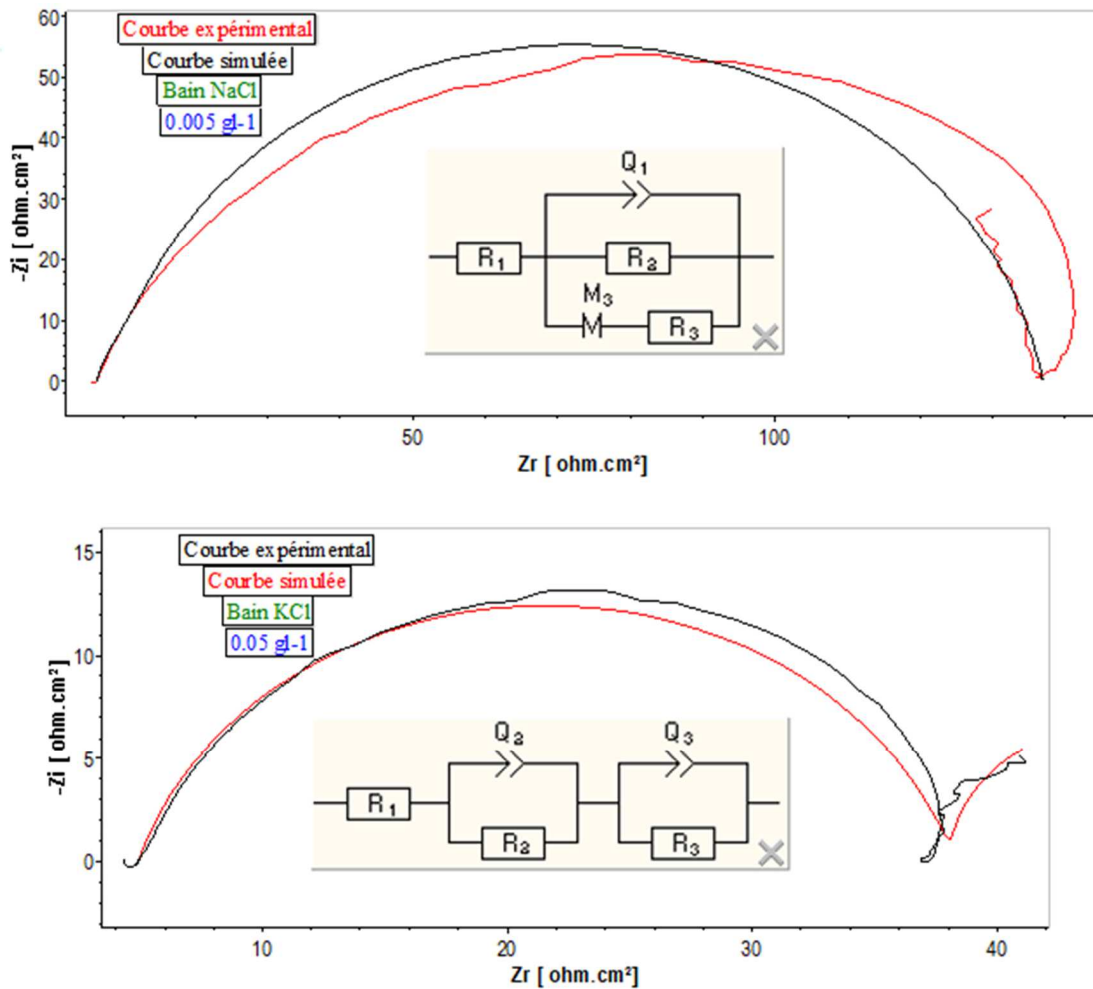 60
50
40
30
20
10
0
-Zi [ ohm.cm²]
Courbe expérimental
Courbe simulée
Bain NaCl
0.005 gl-1
Q1
R1
R2
M3
M
R3
50
100
Zr [ ohm.cm²]
15
10
5
0
-Zi [ ohm.cm²]
Courbe expérimental
Courbe simulée
Bain KCl
0.05 gl-1
Q2
Q3
R1
R2
R3
10
20
30
40
Zr [ ohm.cm²]